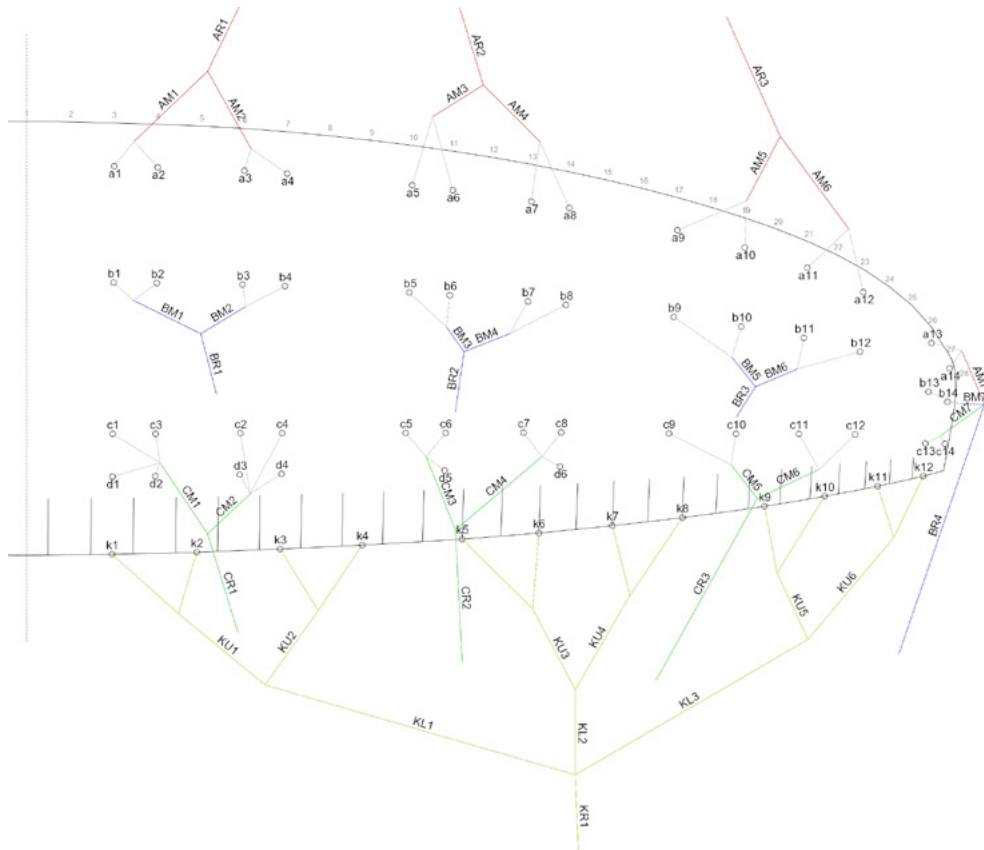 AR1
AR2
AR3
AM1
AM2
AM3
AM4
AM5
AM6
1 2 3 4 5 6 7 8 9 10 11 12 13 14 15 16 17 18 19 20 21 22 23 24 25 26 27 28
a1 a2 a3 a4 a5 a6 a7 a8 a9 a10 a11 a12 a13 a14
b1 b2 b3 b4 b5 b6 b7 b8 b9 b10 b11 b12 b13 b14
BM1 BM2 BM3 BM4 BM5 BM6
BR1 BR2 BR3 BR4
c1 c3 c2 c4 c5 c6 c7 c8 c9 c10 c11 c12 c13 c14
d1 d2 d3 d4 d6
CM1 CM2 CM3 CM4 CM5 CM6 CM7
k1 k2 k3 k4 k5 k6 k7 k8 k9 k10 k11 k12
CR1 CR2 CR3
KU1 KU2 KU3 KU4 KU5 KU6
KL1 KL2 KL3
KR1